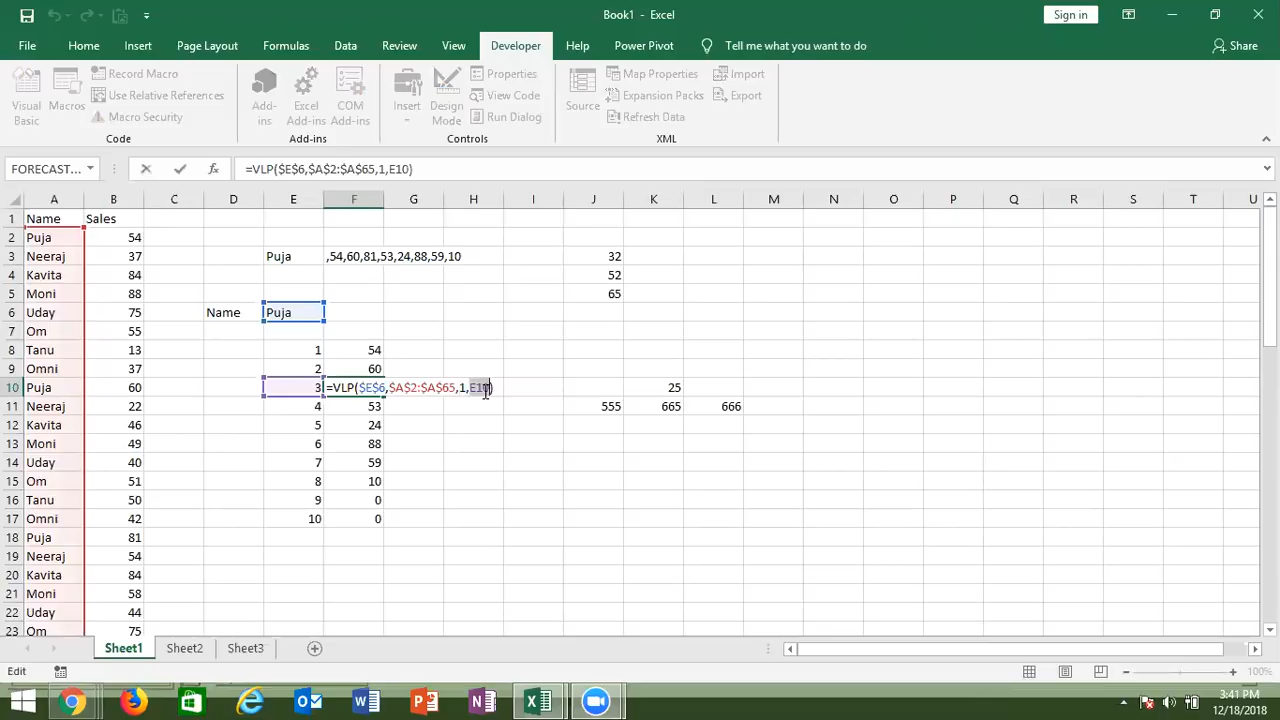 Book1 - Excel
Sign in
File Home Insert Page Layout Formulas Data Review View Developer Help Power Pivot Tell me what you want to do Share
Visual Basic
Macros
Record Macro
Use Relative References
Macro Security
Code
Add-ins
Excel Add-ins
COM Add-ins
Add-ins
Insert
Design Mode
Properties
View Code
Run Dialog
Controls
Source
Map Properties
Expansion Packs
Refresh Data
Import
Export
XML
FORECAST... =VLP($E$6,$A$2:$A$65,1,E10)
A B C D E F G H I J K L M N O P Q R S T U
1 Name Sales
2 Puja 54
3 Neeraj 37 Puja ,54,60,81,53,24,88,59,10 32
4 Kavita 84 52
5 Moni 88 65
6 Uday 75 Name Puja
7 Om 55
8 Tanu 13 1 54
9 Omni 37 2 60
10 Puja 60 3 =VLP($E$6,$A$2:$A$65,1,E10) 25
11 Neeraj 22 4 53 555 665 666
12 Kavita 46 5 24
13 Moni 49 6 88
14 Uday 40 7 59
15 Om 51 8 10
16 Tanu 50 9 0
17 Omni 42 10 0
18 Puja 81
19 Neeraj 54
20 Kavita 84
21 Moni 58
22 Uday 44
23 Om 75
Sheet1 Sheet2 Sheet3
Edit 100%
3:41 PM
12/18/2018